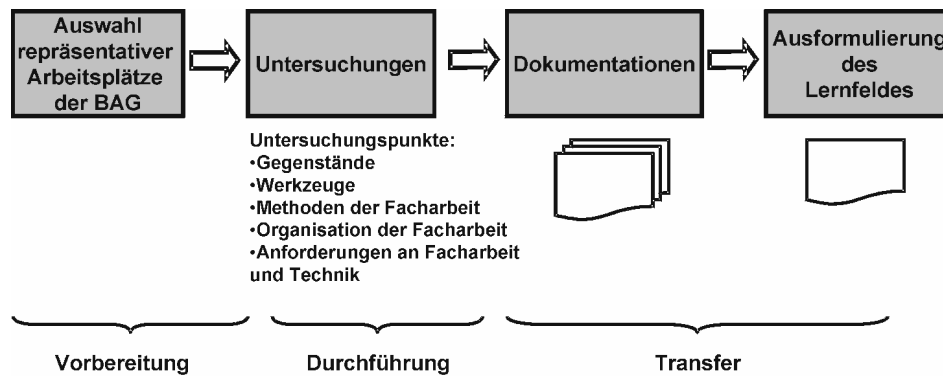 Auswahl
repräsentativer
Arbeitsplätze
der BAG
Untersuchungen
Dokumentationen
Ausformulierung
des
Lernfeldes
Untersuchungspunkte:
•Gegenstände
•Werkzeuge
•Methoden der Facharbeit
•Organisation der Facharbeit
•Anforderungen an Facharbeit
und Technik
Vorbereitung
Durchführung
Transfer